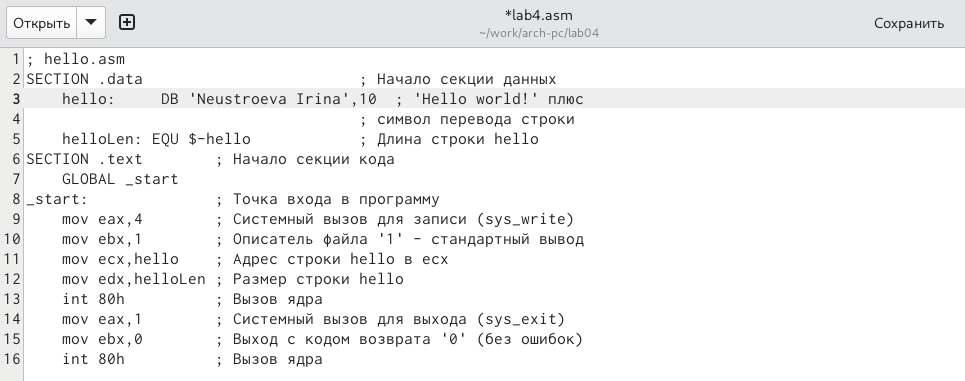 Открыть
*lab4.asm
~/work/arch-pc/lab04
Сохранить
1 ; hello.asm
2 SECTION .data                        ; Начало секции данных
3     hello:     DB 'Neustroeva Irina',10  ; 'Hello world!' плюс
4                                      ; символ перевода строки
5     helloLen: EQU $-hello            ; Длина строки hello
6 SECTION .text        ; Начало секции кода
7     GLOBAL _start
8 _start:              ; Точка входа в программу
9     mov eax,4        ; Системный вызов для записи (sys_write)
10     mov ebx,1        ; Описатель файла '1' - стандартный вывод
11     mov ecx,hello    ; Адрес строки hello в ecx
12     mov edx,helloLen ; Размер строки hello
13     int 80h          ; Вызов ядра
14     mov eax,1        ; Системный вызов для выхода (sys_exit)
15     mov ebx,0        ; Выход с кодом возврата '0' (без ошибок)
16     int 80h          ; Вызов ядра